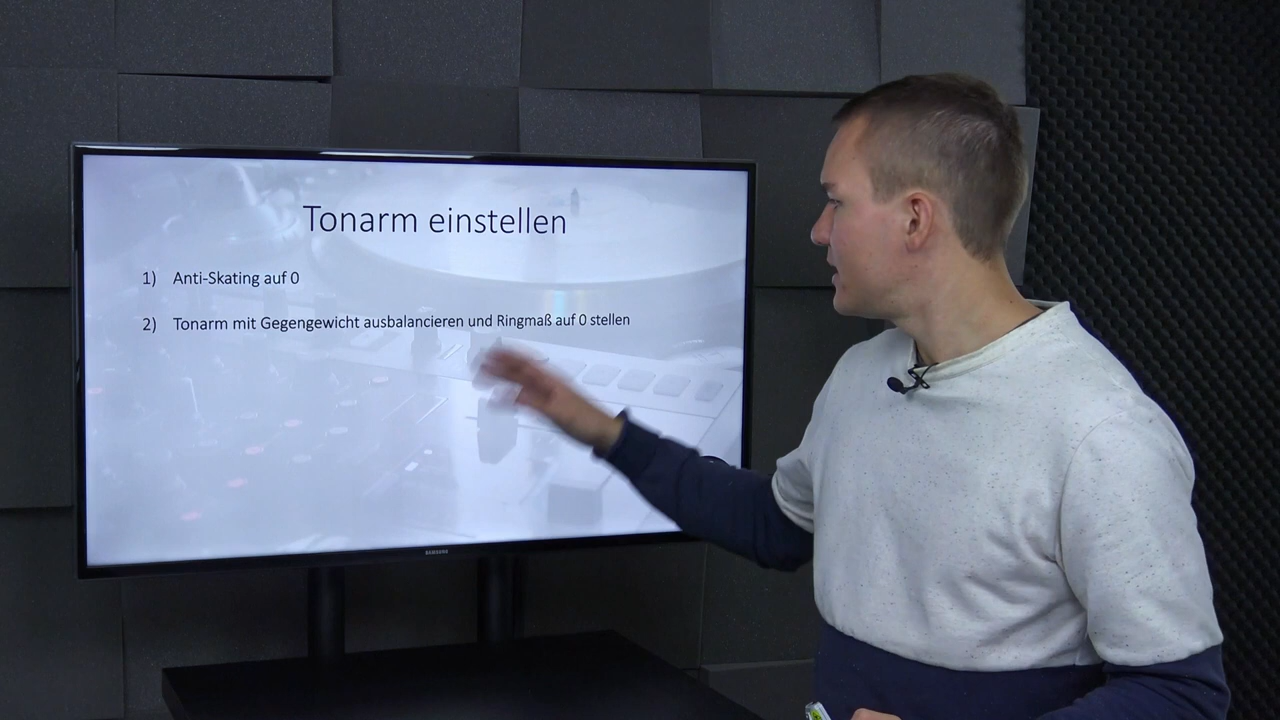 Tonarm einstellen
1) Anti-Skating auf 0
2) Tonarm mit Gegengewicht ausbalancieren und Ringmaß auf 0 stellen
SAMSUNG